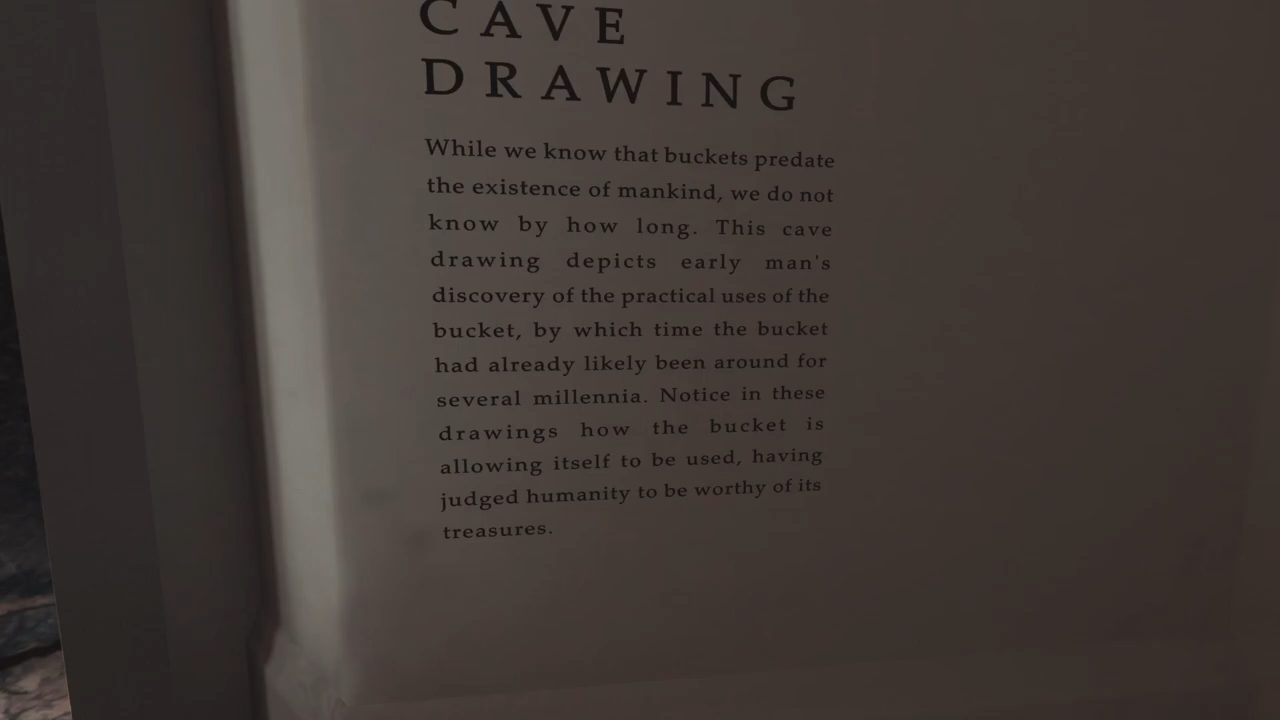 CAVE
DRAWING
While we know that buckets predate
the existence of mankind, we do not
know by how long. This cave
drawing depicts early man's
discovery of the practical uses of the
bucket, by which time the bucket
had already likely been around for
several millennia. Notice in these
drawings how the bucket is
allowing itself to be used, having
judged humanity to be worthy of its
treasures.